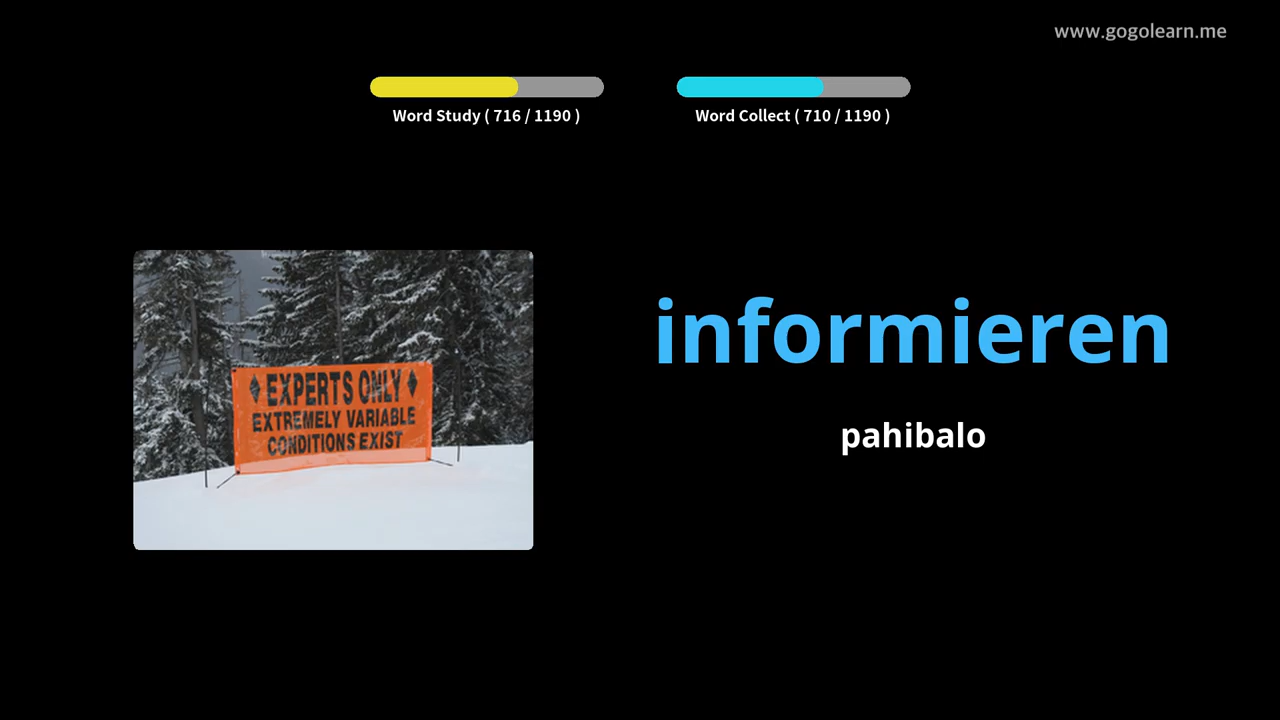 www.gogolearn.me
Word Study ( 716 / 1190 )
Word Collect ( 710 / 1190 )
EXPERTS ONLY
EXTREMELY VARIABLE
CONDITIONS EXIST
informieren
pahibalo